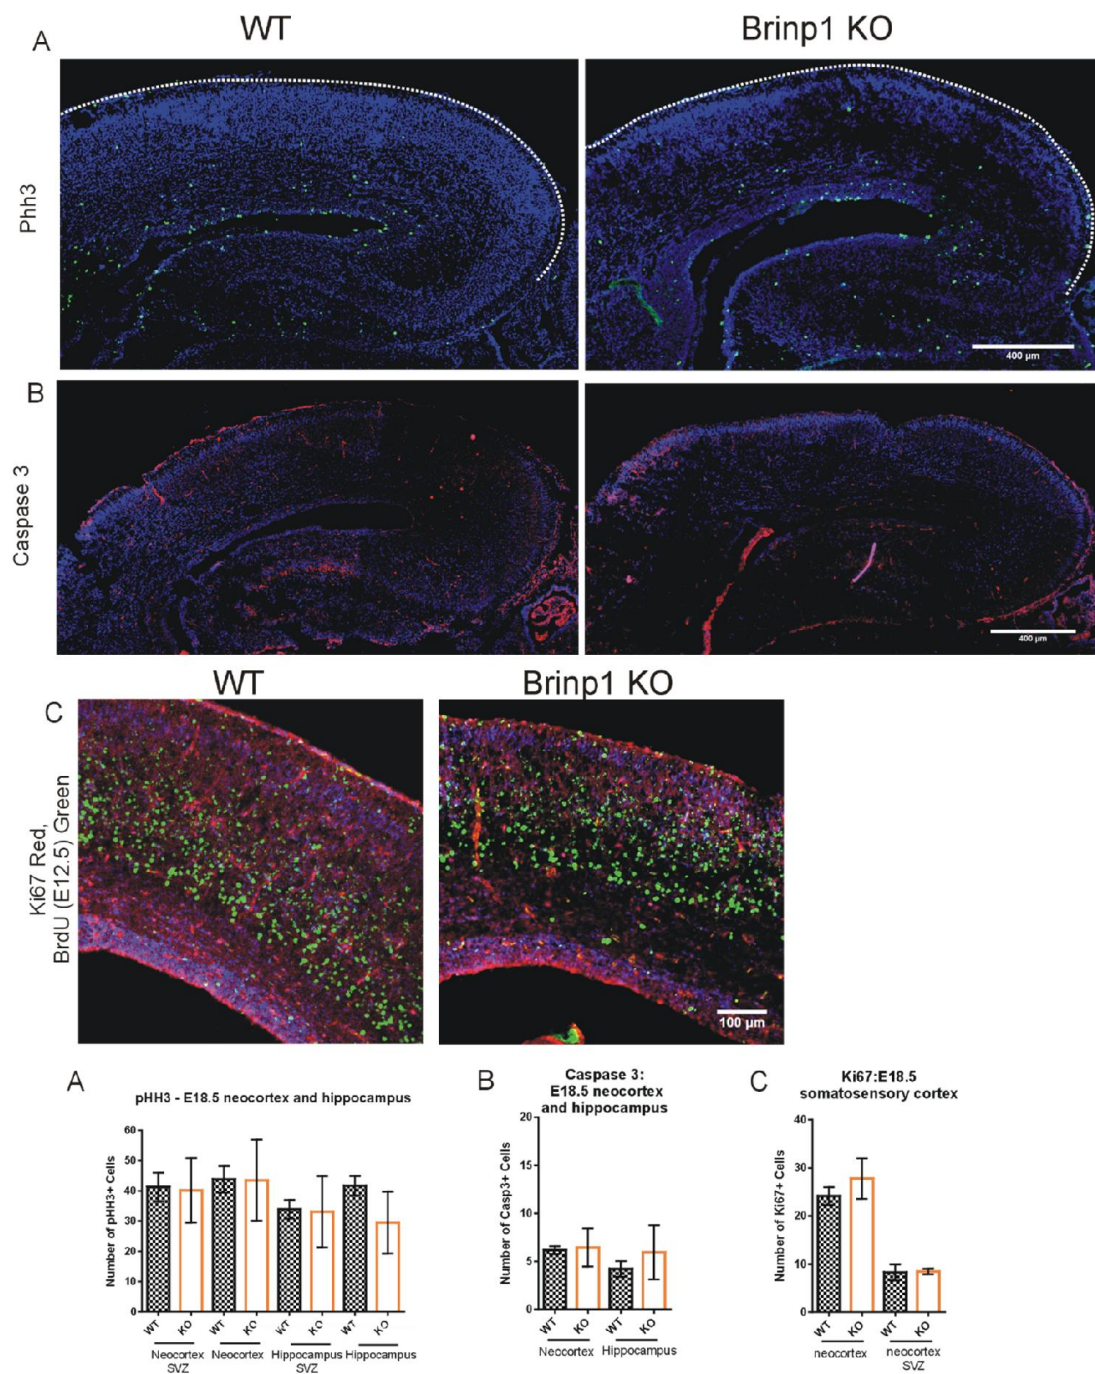 WT
Brinp1 KO
A
Phh3
400 µm
B
Caspase 3
400 µm
WT
Brinp1 KO
C
Ki67 Red,
BrdU (E12.5) Green
100 µm
A
pHH3 - E18.5 neocortex and hippocampus
Number of pHH3+ Cells
60
50
40
30
20
10
0
WT KO WT KO WT KO WT KO
Neocortex SVZ
Neocortex
Hippocampus SVZ
Hippocampus
B
Caspase 3:
E18.5 neocortex
and hippocampus
Number of Casp3+ Cells
20
15
10
5
0
WT KO WT KO
Neocortex Hippocampus
C
Ki67:E18.5
somatosensory cortex
Number of Ki67+ Cells
40
30
20
10
0
WT KO WT KO
neocortex
neocortex SVZ